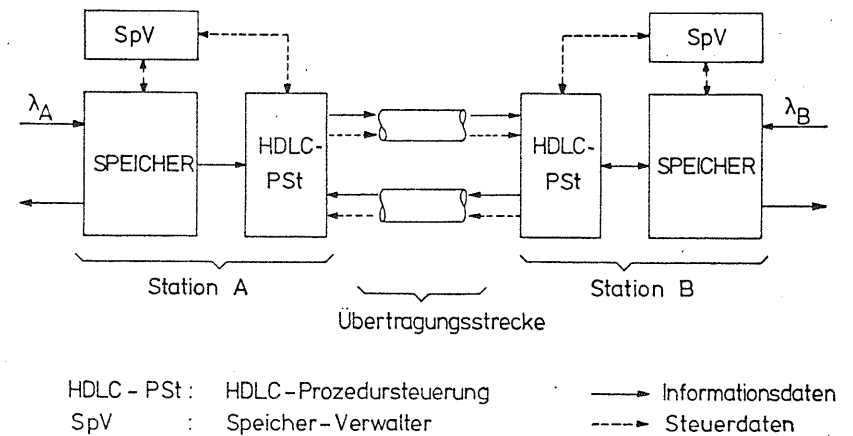 SpV
SpV
λA
SPEICHER
HDLC-
PSt
HDLC-
PSt
SPEICHER
λB
Station A
Station B
Übertragungsstrecke
HDLC - PSt : HDLC-Prozedursteuerung
Informationsdaten
SpV : Speicher-Verwalter
Steuerdaten